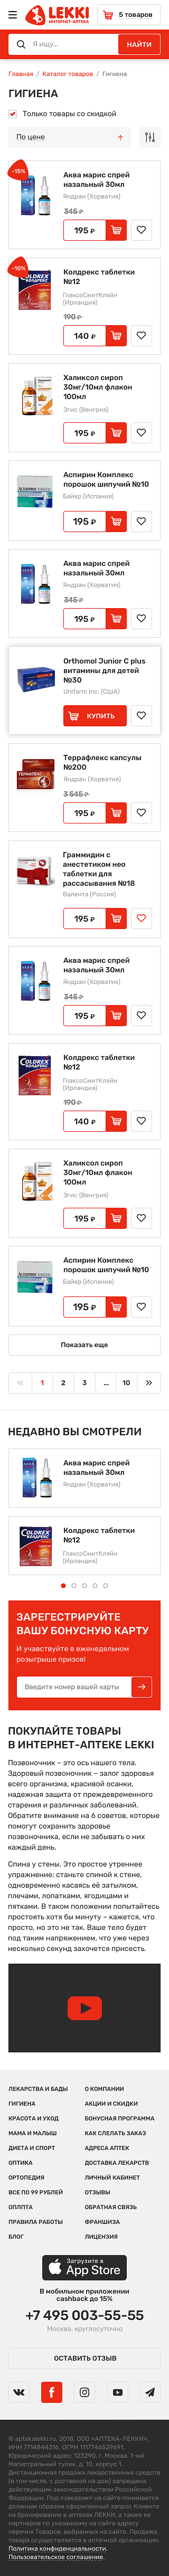 LEKKI
ИНТЕРНЕТ-АПТЕКА
5 товаров
Я ищу...
НАЙТИ
Главная / Каталог товаров / Гигиена
ГИГИЕНА
Только товары со скидкой
По цене
-15%
Аква марис спрей
назальный 30мл
Ядран (Хорватия)
345 ₽
195 ₽
-10%
Колдрекс таблетки
№12
ГлаксоСмитКляйн
(Ирландия)
190 ₽
140 ₽
Халиксол сироп
30мг/10мл флакон
100мл
Эгис (Венгрия)
195 ₽
Аспирин Комплекс
порошок шипучий №10
Байер (Испания)
195 ₽
Аква марис спрей
назальный 30мл
Ядран (Хорватия)
345 ₽
195 ₽
Orthomol Junior C plus
витамины для детей
№30
Unifarm Inc. (США)
КУПИТЬ
Террафлекс капсулы
№200
Ядран (Хорватия)
3 545 ₽
195 ₽
Граммидин с
анестетиком нео
таблетки для
рассасывания №18
Валента (Россия)
195 ₽
Аква марис спрей
назальный 30мл
Ядран (Хорватия)
345 ₽
195 ₽
Колдрекс таблетки
№12
ГлаксоСмитКляйн
(Ирландия)
190 ₽
140 ₽
Халиксол сироп
30мг/10мл флакон
100мл
Эгис (Венгрия)
195 ₽
Аспирин Комплекс
порошок шипучий №10
Байер (Испания)
195 ₽
Показать еще
« 1 2 3 ... 10 »
НЕДАВНО ВЫ СМОТРЕЛИ
Аква марис спрей
назальный 30мл
Ядран (Хорватия)
Колдрекс таблетки
№12
ГлаксоСмитКляйн
(Ирландия)
ЗАРЕГИСТРИРУЙТЕ
ВАШУ БОНУСНУЮ КАРТУ
И учавствуйте в еженедельном
розыгрыше призов!
Введите номер вашей карты
ПОКУПАЙТЕ ТОВАРЫ
В ИНТЕРНЕТ-АПТЕКЕ LEKKI
Позвоночник – это ось нашего тела.
Здоровый позвоночник – залог здоровья
всего организма, красивой осанки,
надежная защита от преждевременного
старения и различных заболеваний.
Обратите внимание на 6 советов, которые
помогут сохранить здоровье
позвоночника, если не забывать о них
каждый день.
Спина у стены. Это простое утреннее
упражнение: станьте спиной к стене,
одновременно касаясь её затылком,
плечами, лопатками, ягодицами и
пятками. В таком положении попытайтесь
простоять хотя бы минуту – кажется, что
просто, но это не так. Ваше тело будет
под таким напряжением, что уже через
несколько секунд захочется присесть.
ЛЕКАРСТВА И БАДЫ
ГИГИЕНА
КРАСОТА И УХОД
МАМА И МАЛЫШ
ДИЕТА И СПОРТ
ОПТИКА
ОРТОПЕДИЯ
ВСЕ ПО 99 РУБЛЕЙ
ОПЛПТА
ПРАВИЛА РАБОТЫ
БЛОГ
О КОМПАНИИ
АКЦИИ И СКИДКИ
БОНУСНАЯ ПРОГРАММА
КАК СЛЕЛАТЬ ЗАКАЗ
АДРЕСА АПТЕК
ДОСТАВКА ЛЕКАРСТВ
ЛИЧНЫЙ КАБИНЕТ
ОТЗЫВЫ
ОБРАТНАЯ СВЯЗЬ
ФРАНШИЗА
ЛИЦЕНЗИЯ
Загрузите в
App Store
В мобильном приложении
cashback до 15%
+7 495 003-55-55
Москва, круглосуточно
ОСТАВИТЬ ОТЗЫВ
© aptekalekki.ru, 2018. ООО «АПТЕКА-ЛЕККИ».
ИНН 7714844316. ОГРН 1117746529691.
Юридический адрес: 123290, г. Москва, 1-ый
Магистральный тупик, д. 10, корпус 1.
Дистанционная продажа лекарственных средств
(в том числе, с доставкой на дом) запрещена
действующим законодательством Российской
Федерации. Под «заказом» на сайте понимается
должным образом оформленный запрос Клиента
на бронирование в аптеках ЛЕККИ, а также ее
партнеров по указанному на сайте адресу
товаров, выбранных на сайте. Продажа
товара осуществляется в аптечной организации.
Политика конфиденциальности.
Пользовательское соглашение.